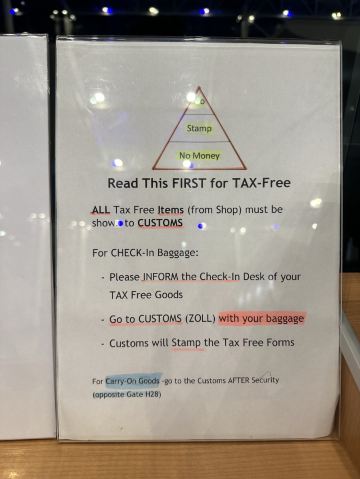 Stamp
No Money
Read This FIRST for TAX-Free
ALL Tax Free Items (from Shop) must be
show to CUSTOMS
For CHECK-In Baggage:
- Please INFORM the Check-In Desk of your
TAX Free Goods
- Go to CUSTOMS (ZOLL) with your baggage
- Customs will Stamp the Tax Free Forms
For Carry-On Goods -go to the Customs AFTER Security
(opposite Gate H28)